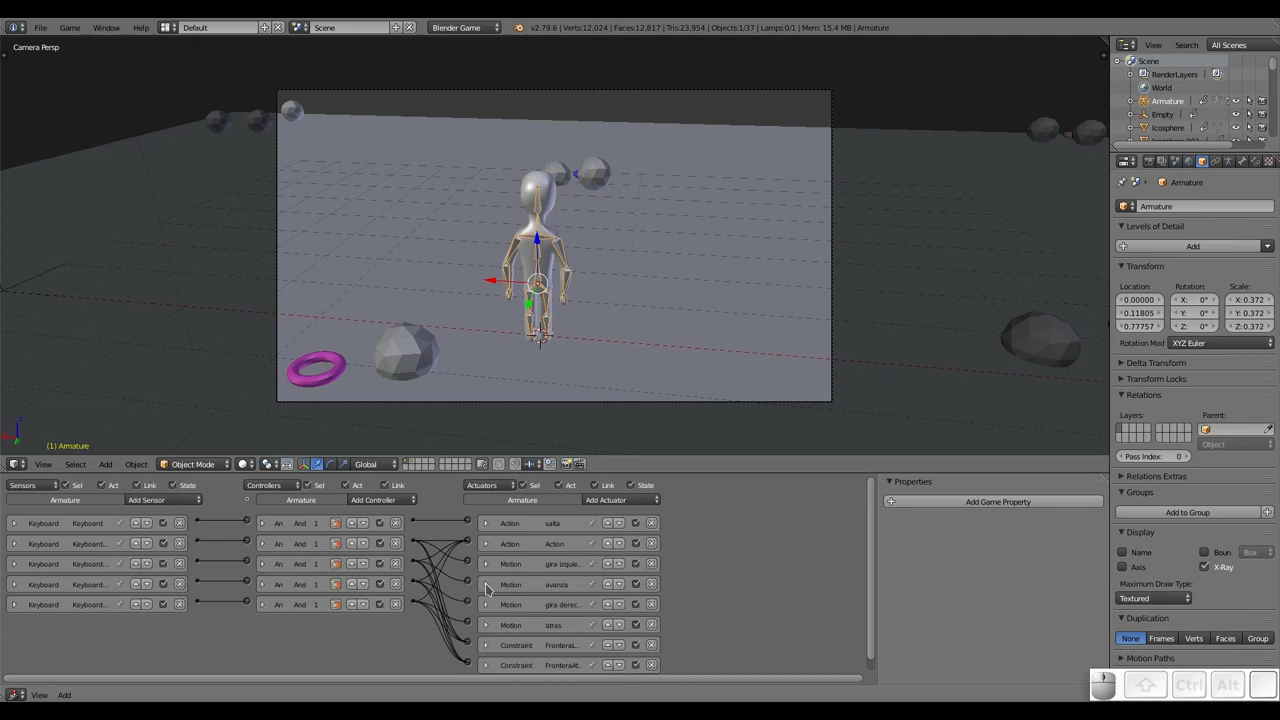 File Render Window Help Default Scene Blender Game v2.79.6 | Verts:12,024 | Faces:12,817 | Tris:23,954 | Objects:1/37 | Lamps:0/1 | Mem: 15.4 MB | Armature
View Search All Scenes
Camera Persp
Scene
RenderLayers
World
Armature
Empty
Icosphere
Armature
Armature
Levels of Detail
Add
Transform
Location: Rotation: Scale:
0.00000 X: 0° X:0.372
0.11805 Y: 0° Y:0.372
0.77757 Z: 0° Z:0.372
Rotation Mod XYZ Euler
Delta Transform
Transform Locks
Relations
Layers: Parent:
Object
Pass Index: 0
Relations Extras
Groups
Add to Group
Display
Name Boun Box
Axis X-Ray
Maximum Draw Type:
Textured
Duplication
None Frames Verts Faces Group
Motion Paths
(1) Armature
View Select Add Object Object Mode Global
Sensors Sel Act Link State Controllers Sel Act Link Actuators Sel Act Link State
Armature Add Sensor Armature Add Controller Armature Add Actuator
Keyboard Keyboard An And 1 Action salta
Keyboard Keyboard... An And 1 Action Action
Keyboard Keyboard... An And 1 Motion gira izquie...
Keyboard Keyboard... An And 1 Motion avanza
Keyboard Keyboard... An And 1 Motion gira derec...
Motion atras
Constraint FronteraL...
Constraint FronteraAt...
Properties
Add Game Property
View Add
Ctrl Alt